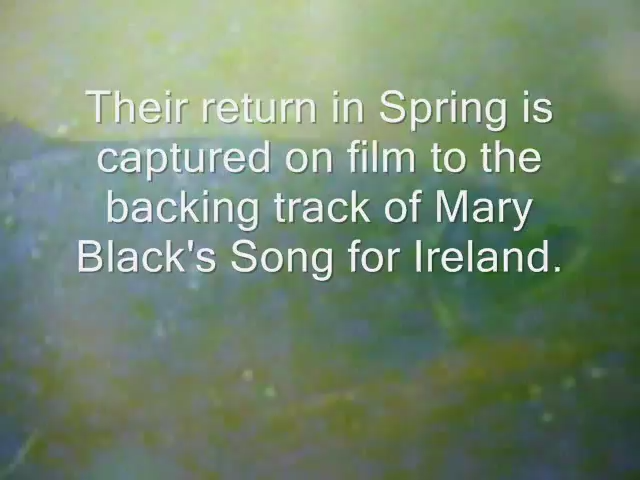 Their return in Spring is
captured on film to the
backing track of Mary
Black's Song for Ireland.